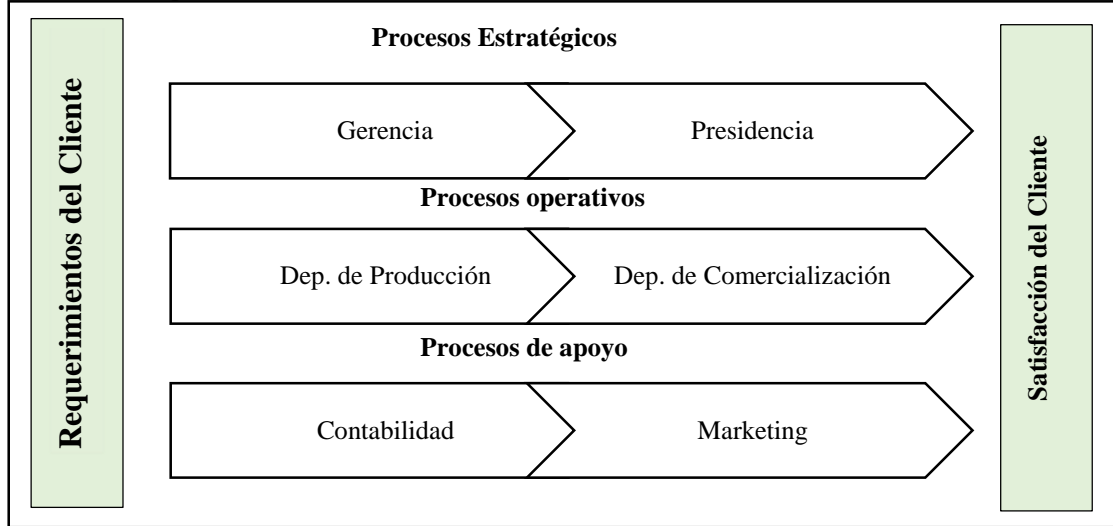 Requerimientos del Cliente
Procesos Estratégicos
Gerencia
Presidencia
Procesos operativos
Dep. de Producción
Dep. de Comercialización
Procesos de apoyo
Contabilidad
Marketing
Satisfacción del Cliente